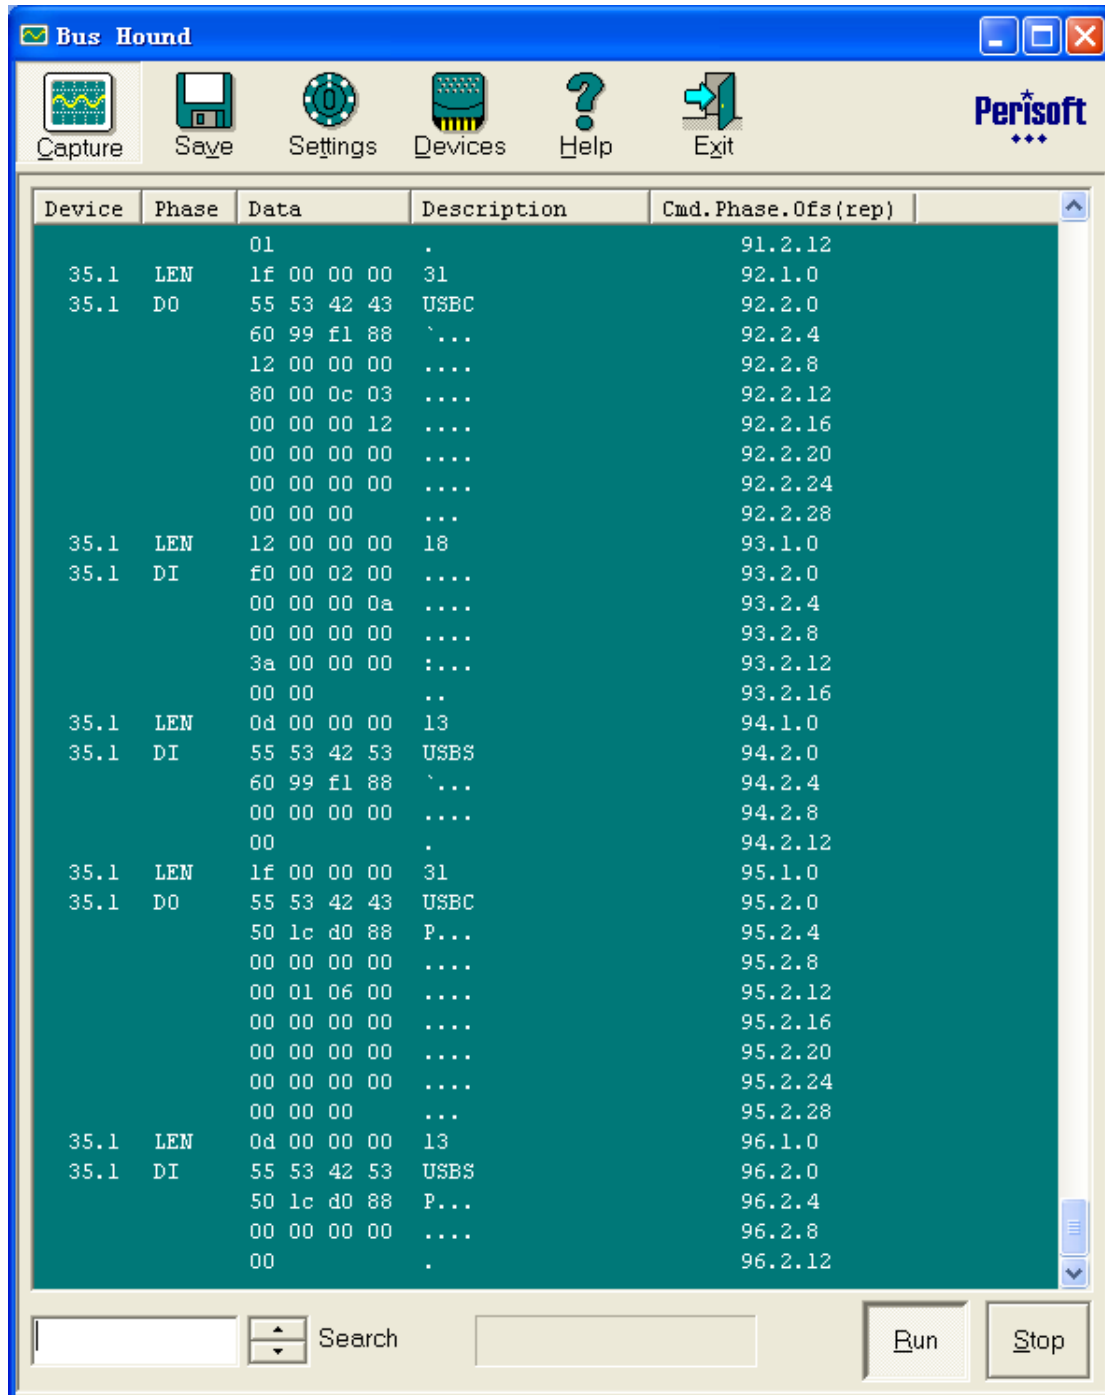 Bus Hound
Capture Save Settings Devices Help Exit Perisoft
Device Phase Data Description Cmd.Phase.Ofs(rep)
01 . 91.2.12
35.1 LEN 1f 00 00 00 31 92.1.0
35.1 DO 55 53 42 43 USBC 92.2.0
60 99 f1 88 `... 92.2.4
12 00 00 00 .... 92.2.8
80 00 0c 03 .... 92.2.12
00 00 00 12 .... 92.2.16
00 00 00 00 .... 92.2.20
00 00 00 00 .... 92.2.24
00 00 00 ... 92.2.28
35.1 LEN 12 00 00 00 18 93.1.0
35.1 DI f0 00 02 00 .... 93.2.0
00 00 00 0a .... 93.2.4
00 00 00 00 .... 93.2.8
3a 00 00 00 :... 93.2.12
00 00 .. 93.2.16
35.1 LEN 0d 00 00 00 13 94.1.0
35.1 DI 55 53 42 53 USBS 94.2.0
60 99 f1 88 `... 94.2.4
00 00 00 00 .... 94.2.8
00 . 94.2.12
35.1 LEN 1f 00 00 00 31 95.1.0
35.1 DO 55 53 42 43 USBC 95.2.0
50 1c d0 88 P... 95.2.4
00 00 00 00 .... 95.2.8
00 01 06 00 .... 95.2.12
00 00 00 00 .... 95.2.16
00 00 00 00 .... 95.2.20
00 00 00 00 .... 95.2.24
00 00 00 ... 95.2.28
35.1 LEN 0d 00 00 00 13 96.1.0
35.1 DI 55 53 42 53 USBS 96.2.0
50 1c d0 88 P... 96.2.4
00 00 00 00 .... 96.2.8
00 . 96.2.12
Search Run Stop